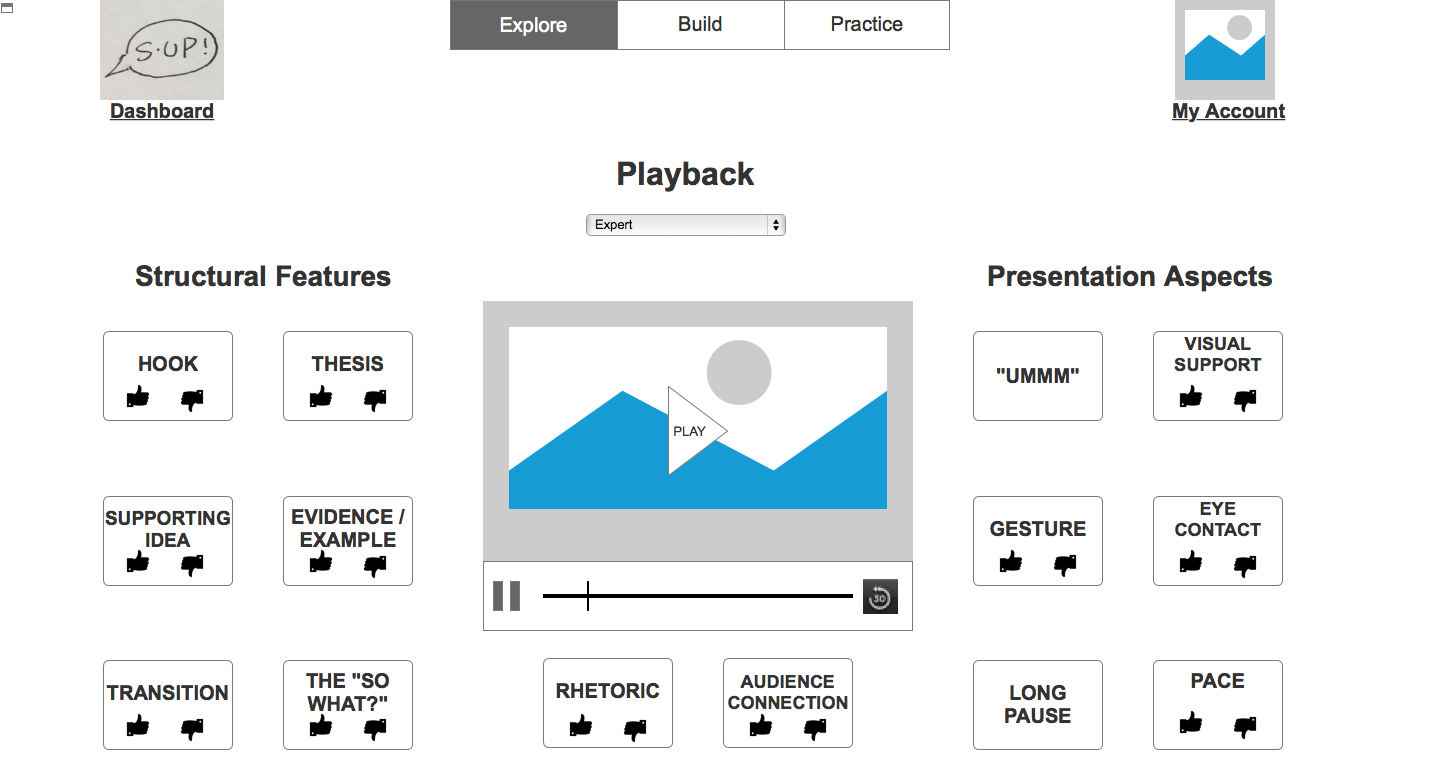 S·UP!
Dashboard
Explore
Build
Practice
My Account
Playback
Expert
Structural Features
Presentation Aspects
HOOK
THESIS
SUPPORTING
IDEA
EVIDENCE /
EXAMPLE
TRANSITION
THE "SO
WHAT?"
PLAY
30
RHETORIC
AUDIENCE
CONNECTION
"UMMM"
VISUAL
SUPPORT
GESTURE
EYE
CONTACT
LONG
PAUSE
PACE